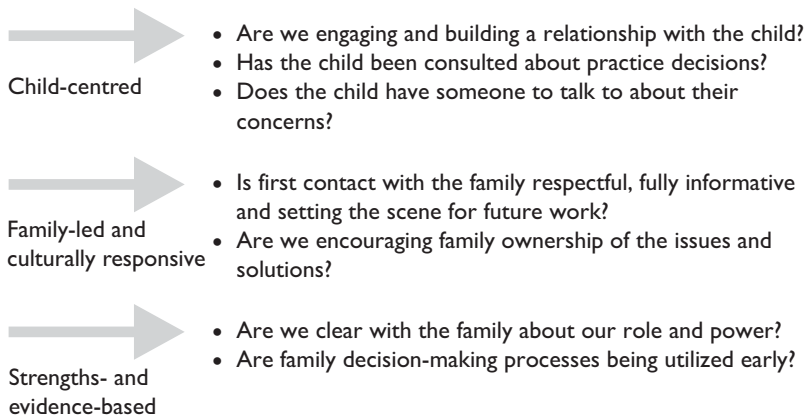 Child-centred
• Are we engaging and building a relationship with the child?
• Has the child been consulted about practice decisions?
• Does the child have someone to talk to about their
concerns?
Family-led and
culturally responsive
• Is first contact with the family respectful, fully informative
and setting the scene for future work?
• Are we encouraging family ownership of the issues and
solutions?
Strengths- and
evidence-based
• Are we clear with the family about our role and power?
• Are family decision-making processes being utilized early?